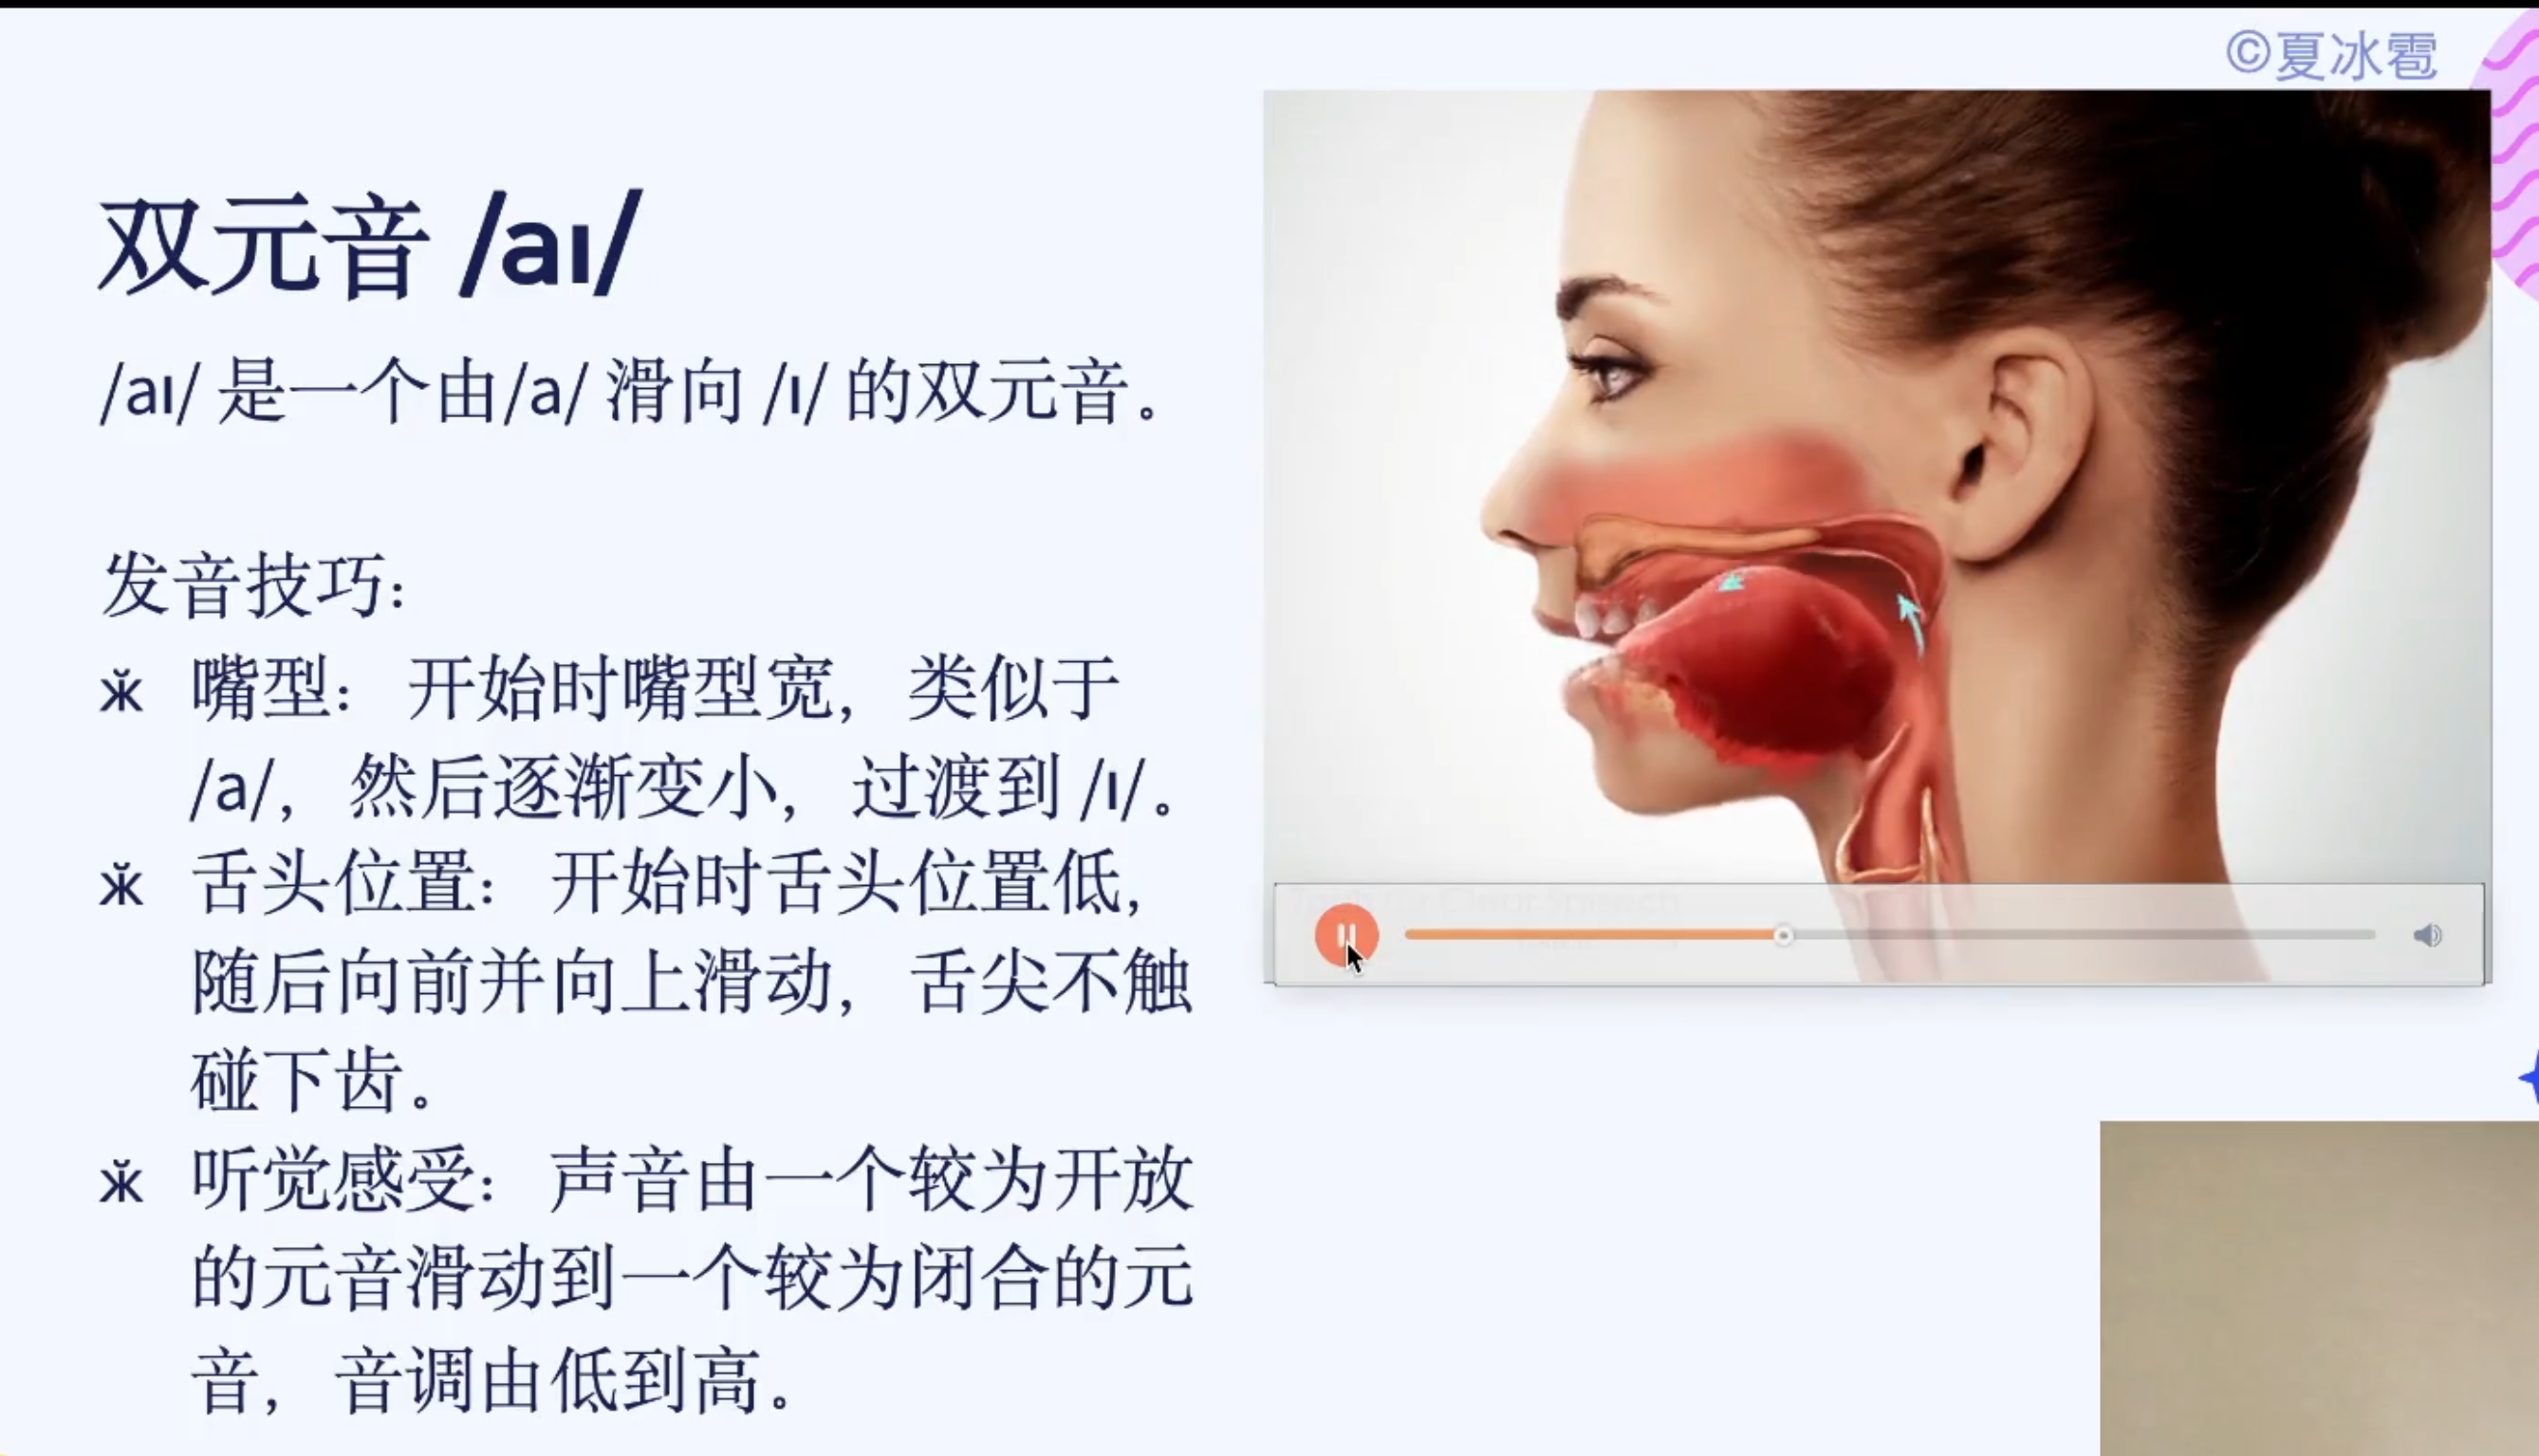 ©夏冰雹
双元音 /aɪ/
/aɪ/ 是一个由/a/ 滑向 /ɪ/ 的双元音。
发音技巧：
嘴型： 开始时嘴型宽，类似于
/a/，然后逐渐变小，过渡到 /ɪ/。
舌头位置： 开始时舌头位置低，
随后向前并向上滑动，舌尖不触
碰下齿。
听觉感受： 声音由一个较为开放
的元音滑动到一个较为闭合的元
音，音调由低到高。